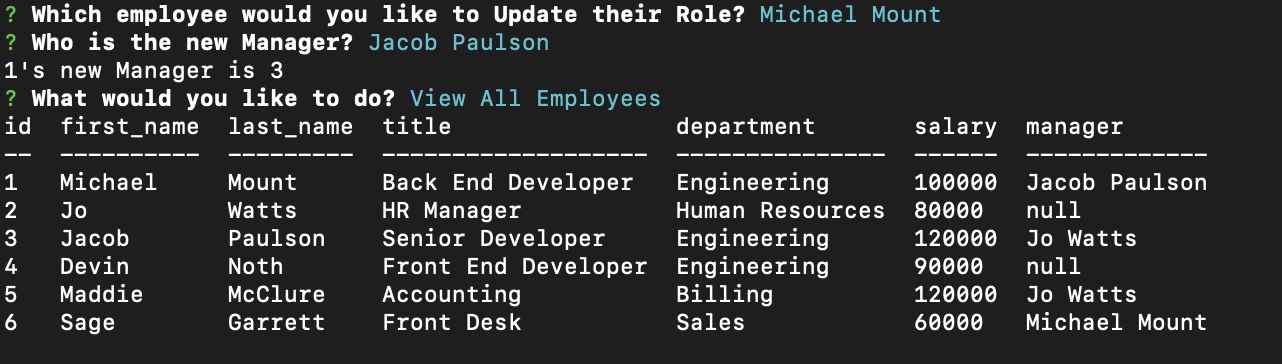 ? Which employee would you like to Update their Role? Michael Mount
? Who is the new Manager? Jacob Paulson
1's new Manager is 3
? What would you like to do? View All Employees
id  first_name  last_name  title                department       salary  manager
--  ----------  ---------  -------------------  ---------------  ------  -------------
1   Michael     Mount      Back End Developer   Engineering      100000  Jacob Paulson
2   Jo          Watts      HR Manager           Human Resources  80000   null
3   Jacob       Paulson    Senior Developer     Engineering      120000  Jo Watts
4   Devin       Noth       Front End Developer  Engineering      90000   null
5   Maddie      McClure    Accounting           Billing          120000  Jo Watts
6   Sage        Garrett    Front Desk           Sales            60000   Michael Mount